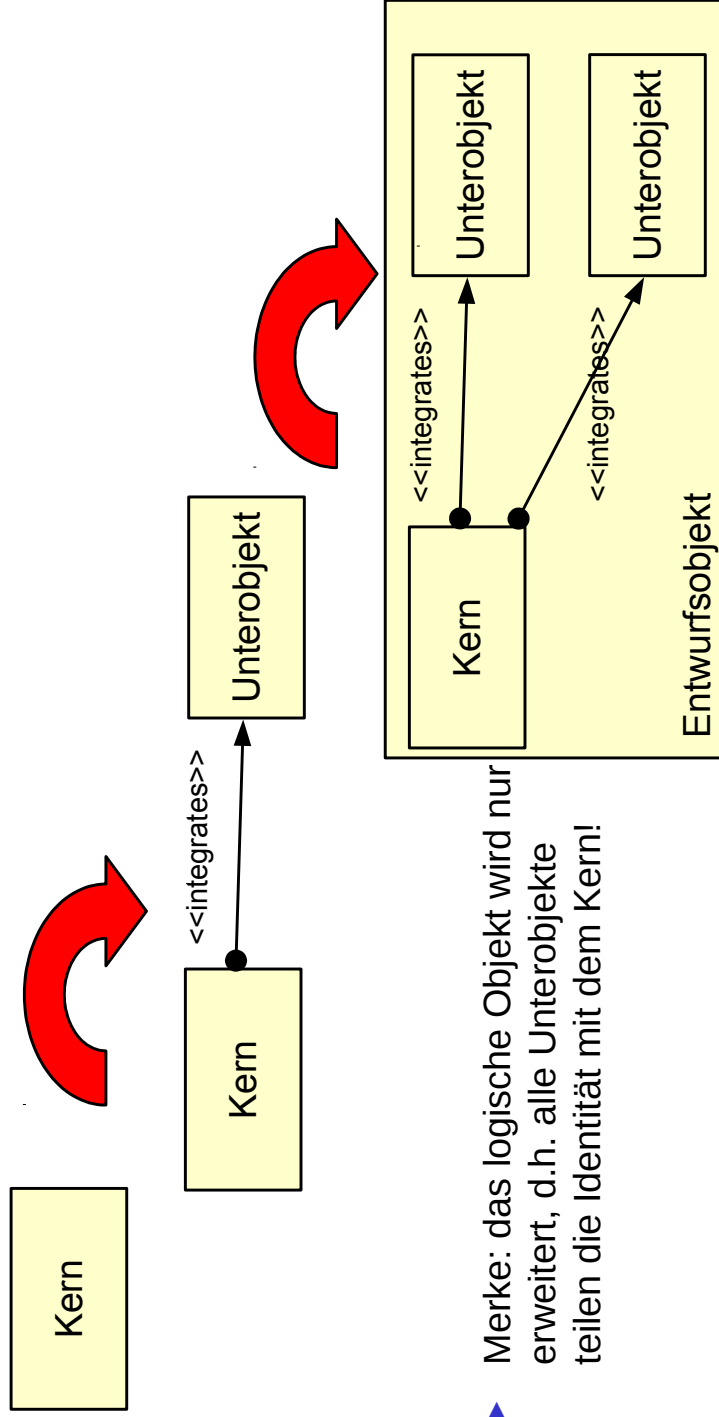 Kern
Kern
<<integrates>>
Unterobjekt
Kern
<<integrates>>
Unterobjekt
<<integrates>>
Unterobjekt
Entwurfsobjekt
Merke: das logische Objekt wird nur
erweitert, d.h. alle Unterobjekte
teilen die Identität mit dem Kern!